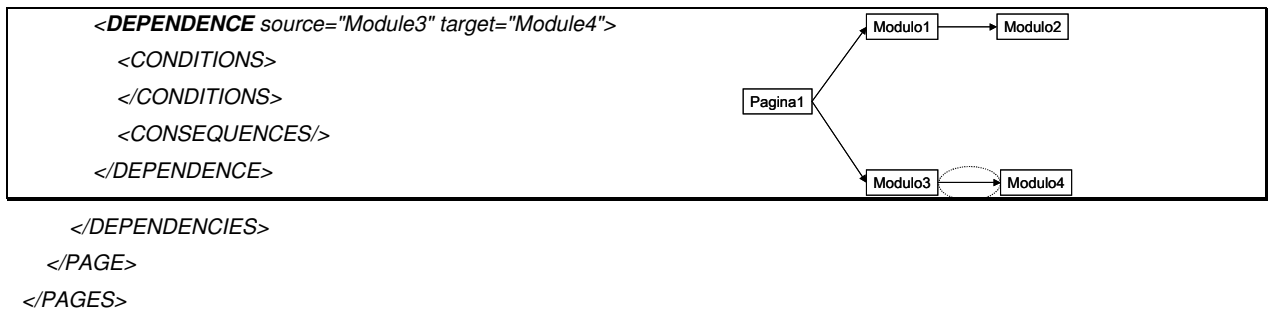 <DEPENDENCE source="Module3" target="Module4">
<CONDITIONS>
</CONDITIONS>
<CONSEQUENCES/>
</DEPENDENCE>
Modulo1
Modulo2
Pagina1
Modulo3
Modulo4
</DEPENDENCIES>
</PAGE>
</PAGES>